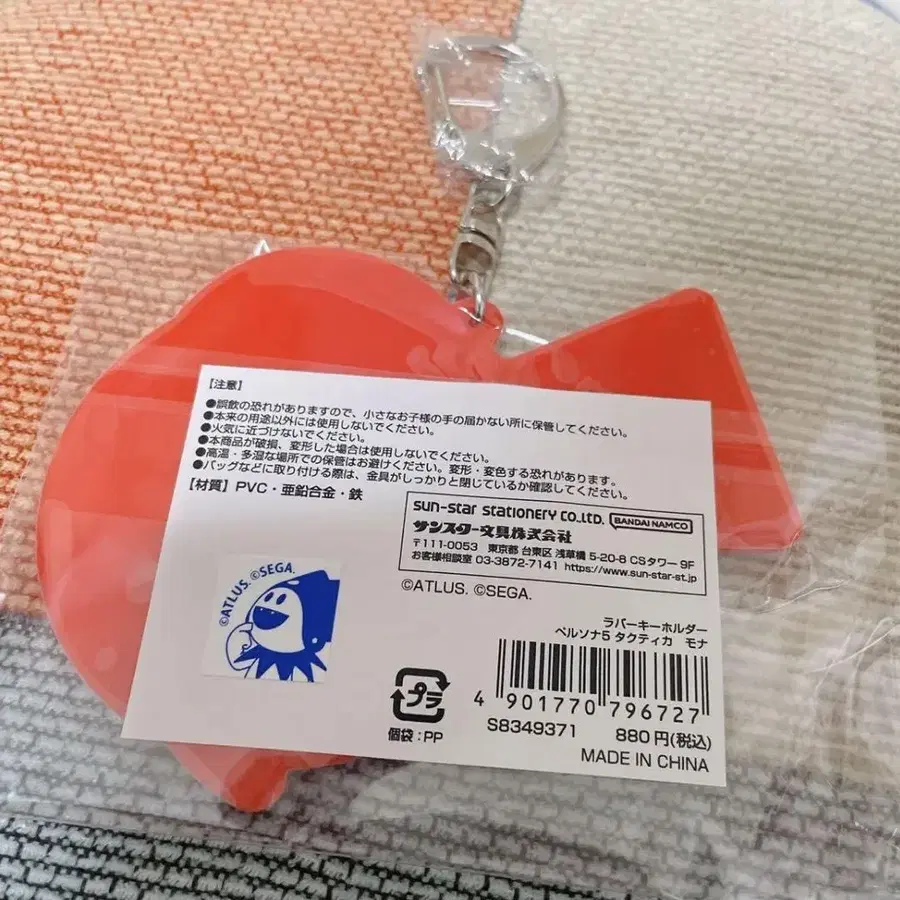 【注意】
●誤飲の恐れがありますので、小さなお子様の手の届かない所に保管してください。
●本来の用途以外には使用しないでください。
●火気に近づけないでください。
●本商品が破損、変形した場合は使用しないでください。
●高温・多湿な場所での保管はお避けください。変形・変色する恐れがあります。
●バッグなどに取り付ける際は、金具がしっかりと閉じているか確認してください。
【材質】PVC・亜鉛合金・鉄
sun-star stationery co.,ltd. BANDAI NAMCO
サンスター文具株式会社
〒111-0053 東京都 台東区 浅草橋 5-20-8 CSタワー 9F
お客様相談室 03-3872-7141 https://www.sun-star-st.jp
©ATLUS. ©SEGA.
©ATLUS. ©SEGA.
ラバーキーホルダー
ペルソナ5 タクティカ モナ
プラ
個袋:PP
4 901770 796727
S8349371 880円(税込)
MADE IN CHINA